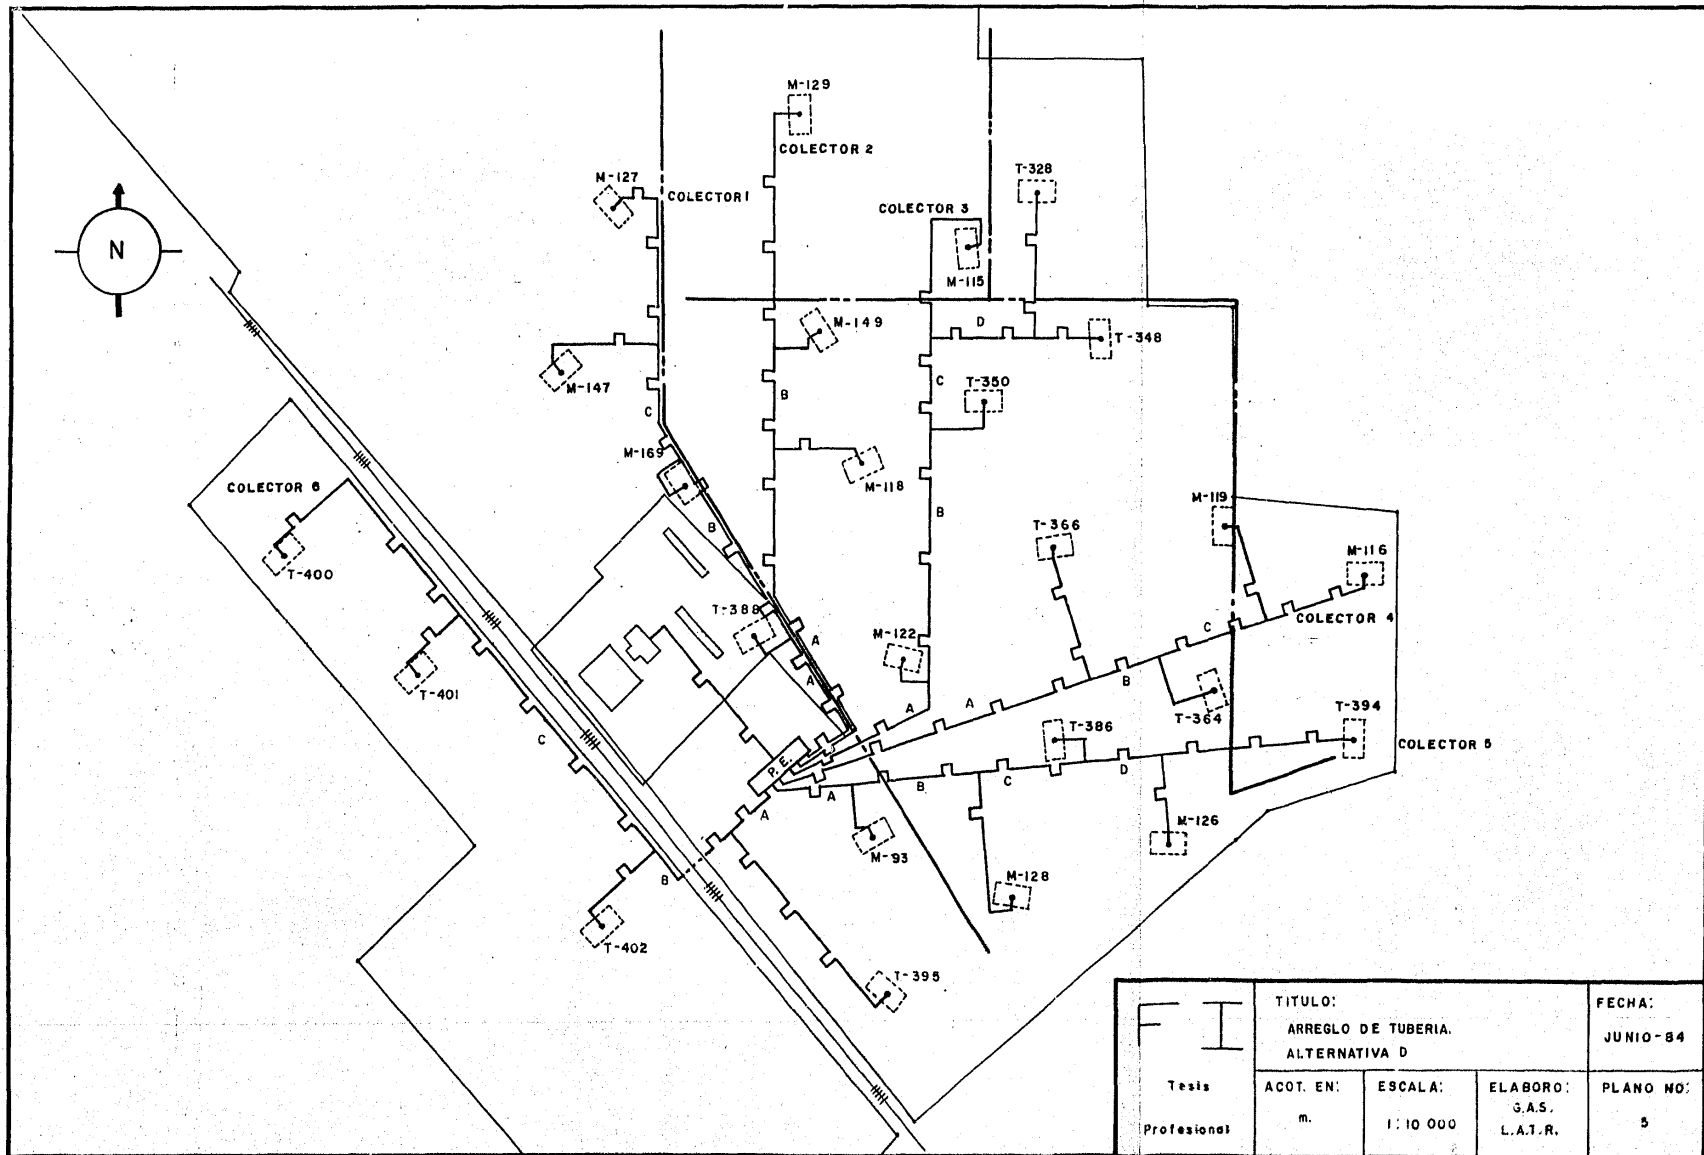 M-129
COLECTOR 2
M-127
COLECTOR 1
T-328
COLECTOR 3
M-115
N
M-149
D
T-348
M-147
C
T-350
B
C
M-169
M-118
COLECTOR 6
B
B
M-119
T-366
M-116
T-400
T-388
A
M-122
C
COLECTOR 4
T-401
A
B
A
A
T-364
T-394
T-386
COLECTOR 5
C
P. E.
A
B
C
D
A
M-93
M-126
B
M-128
T-402
T-395
F I
Tesis
Profesional
TITULO:
ARREGLO DE TUBERIA.
ALTERNATIVA D
FECHA:
JUNIO-84
ACOT. EN:
m.
ESCALA:
1:10 000
ELABORO:
G.A.S.
L.A.T.R.
PLANO NO:
5